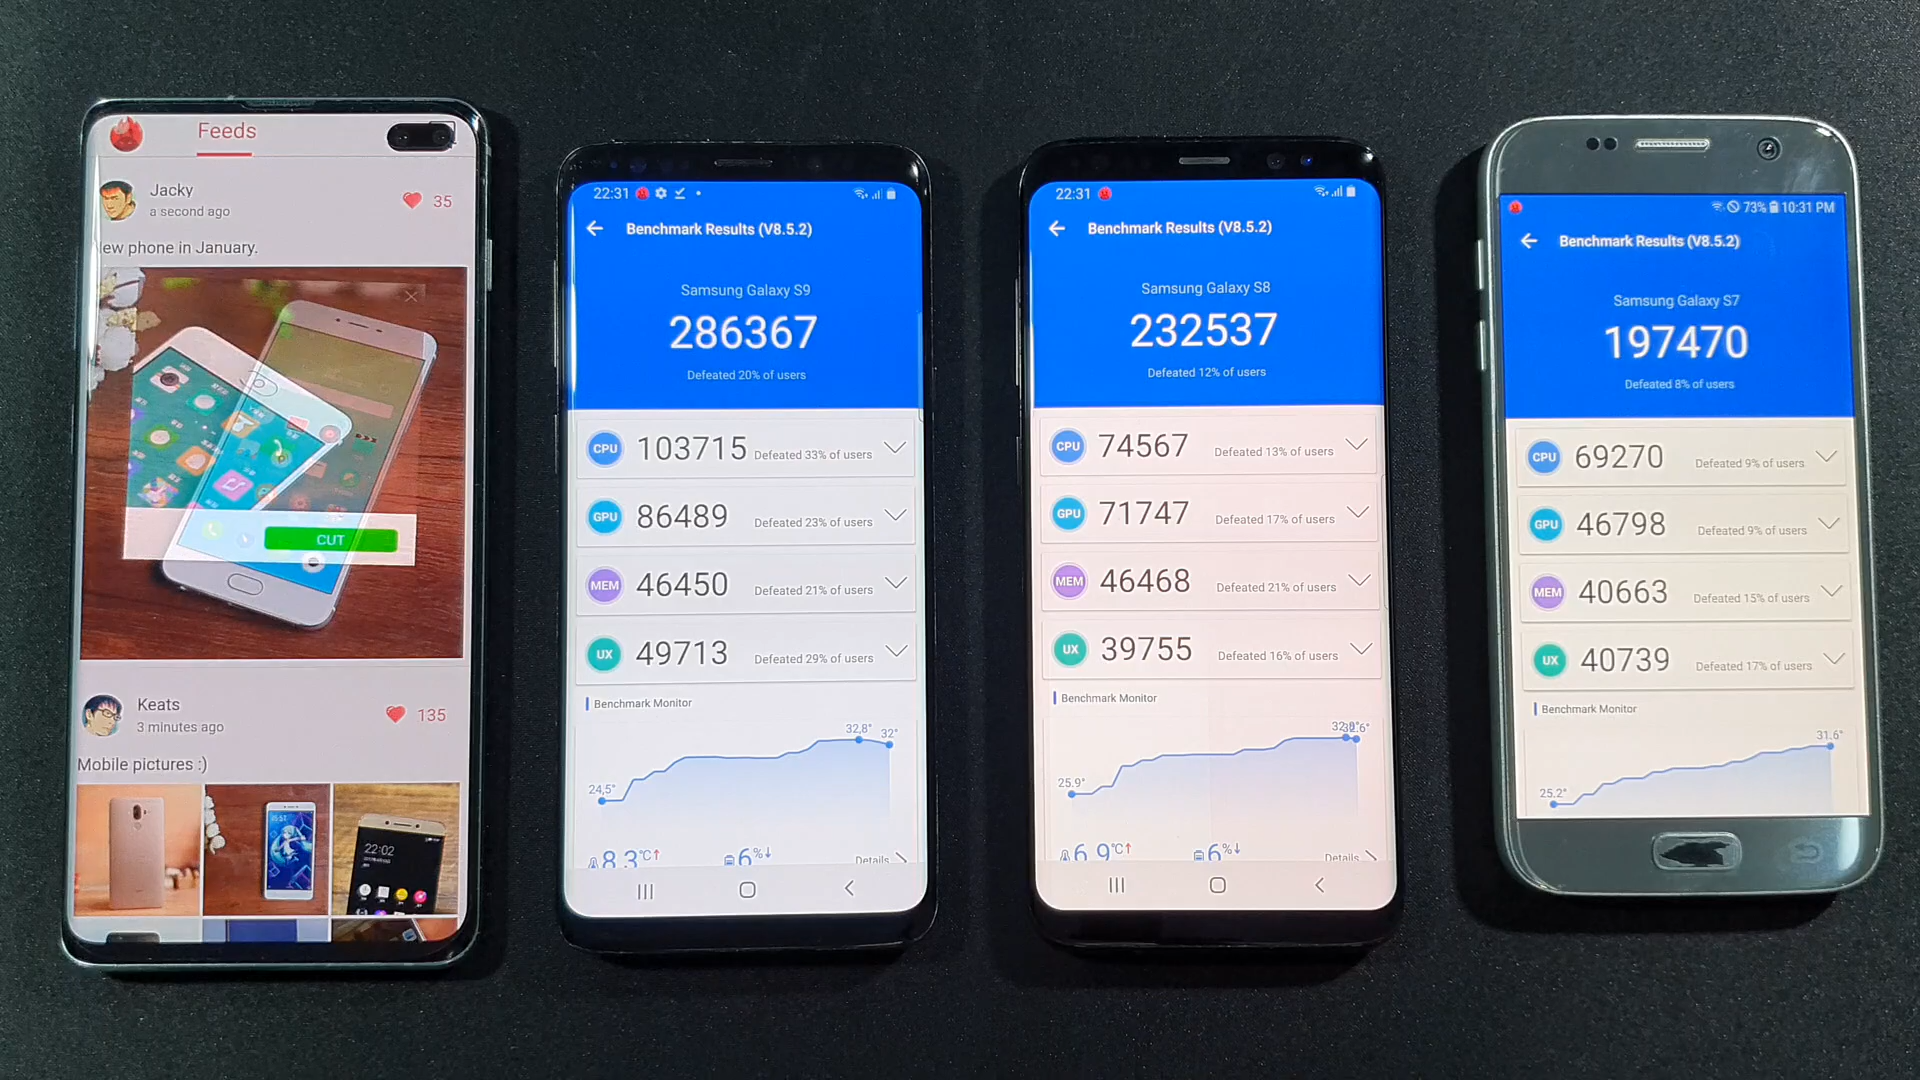 Feeds
Jacky
a second ago
35
New phone in January.
CUT
Keats
3 minutes ago
135
Mobile pictures :)
22:02
22:31
Benchmark Results (V8.5.2)
Samsung Galaxy S9
286367
Defeated 20% of users
CPU 103715 Defeated 33% of users
GPU 86489 Defeated 23% of users
MEM 46450 Defeated 21% of users
UX 49713 Defeated 29% of users
Benchmark Monitor
24,5°
32,8°
32°
8.3°C↑ 6%↓ Details
22:31
Benchmark Results (V8.5.2)
Samsung Galaxy S8
232537
Defeated 12% of users
CPU 74567 Defeated 13% of users
GPU 71747 Defeated 17% of users
MEM 46468 Defeated 21% of users
UX 39755 Defeated 16% of users
Benchmark Monitor
25.9°
6.9°C↑ 6%↓ Details
73% 10:31 PM
Benchmark Results (V8.5.2)
Samsung Galaxy S7
197470
Defeated 8% of users
CPU 69270 Defeated 9% of users
GPU 46798 Defeated 9% of users
MEM 40663 Defeated 15% of users
UX 40739 Defeated 17% of users
Benchmark Monitor
25.2°
31.6°